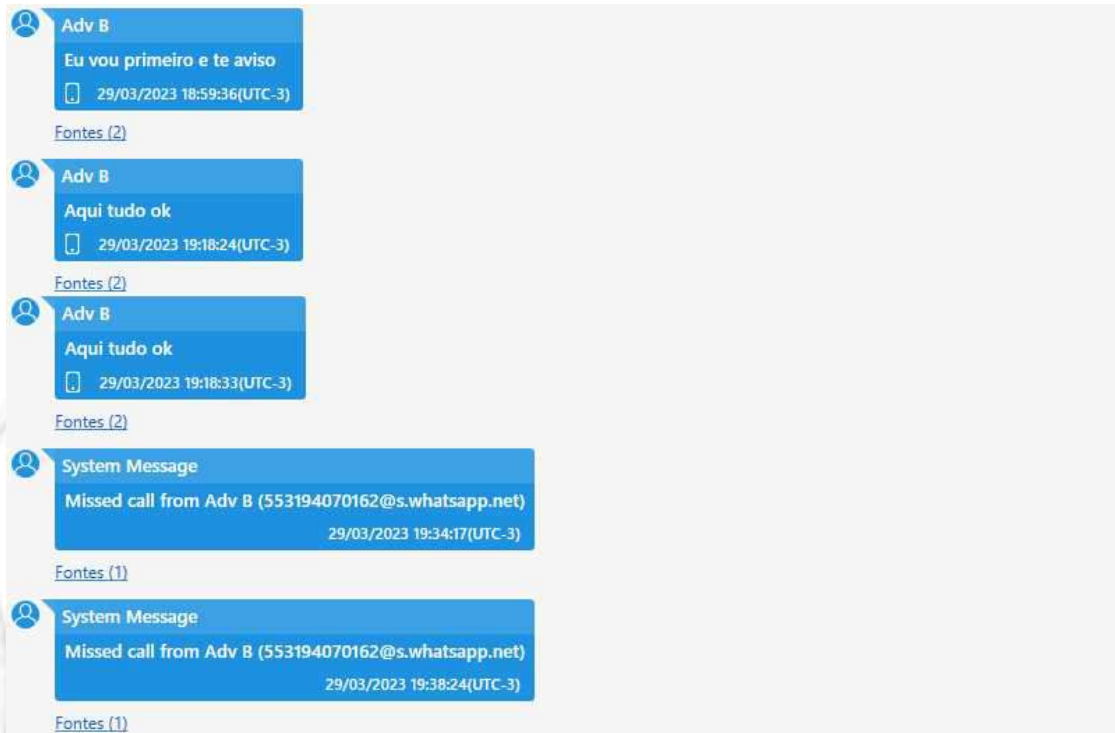 Adv B
Eu vou primeiro e te aviso
29/03/2023 18:59:36(UTC-3)
Fontes (2)
Adv B
Aqui tudo ok
29/03/2023 19:18:24(UTC-3)
Fontes (2)
Adv B
Aqui tudo ok
29/03/2023 19:18:33(UTC-3)
Fontes (2)
System Message
Missed call from Adv B (553194070162@s.whatsapp.net)
29/03/2023 19:34:17(UTC-3)
Fontes (1)
System Message
Missed call from Adv B (553194070162@s.whatsapp.net)
29/03/2023 19:38:24(UTC-3)
Fontes (1)